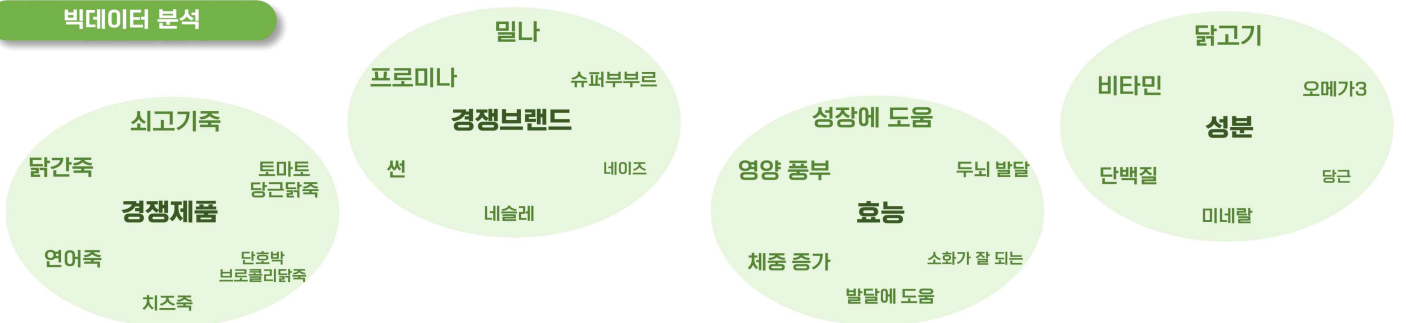 빅데이터 분석
쇠고기죽
닭간죽
토마토
당근닭죽
경쟁제품
연어죽
단호박
브로콜리닭죽
치즈죽
밀나
프로미나
슈퍼부부르
경쟁브랜드
썬
네이즈
네슬레
성장에 도움
영양 풍부
두뇌 발달
효능
체중 증가
소화가 잘 되는
발달에 도움
닭고기
비타민
오메가3
성분
단백질
당근
미네랄